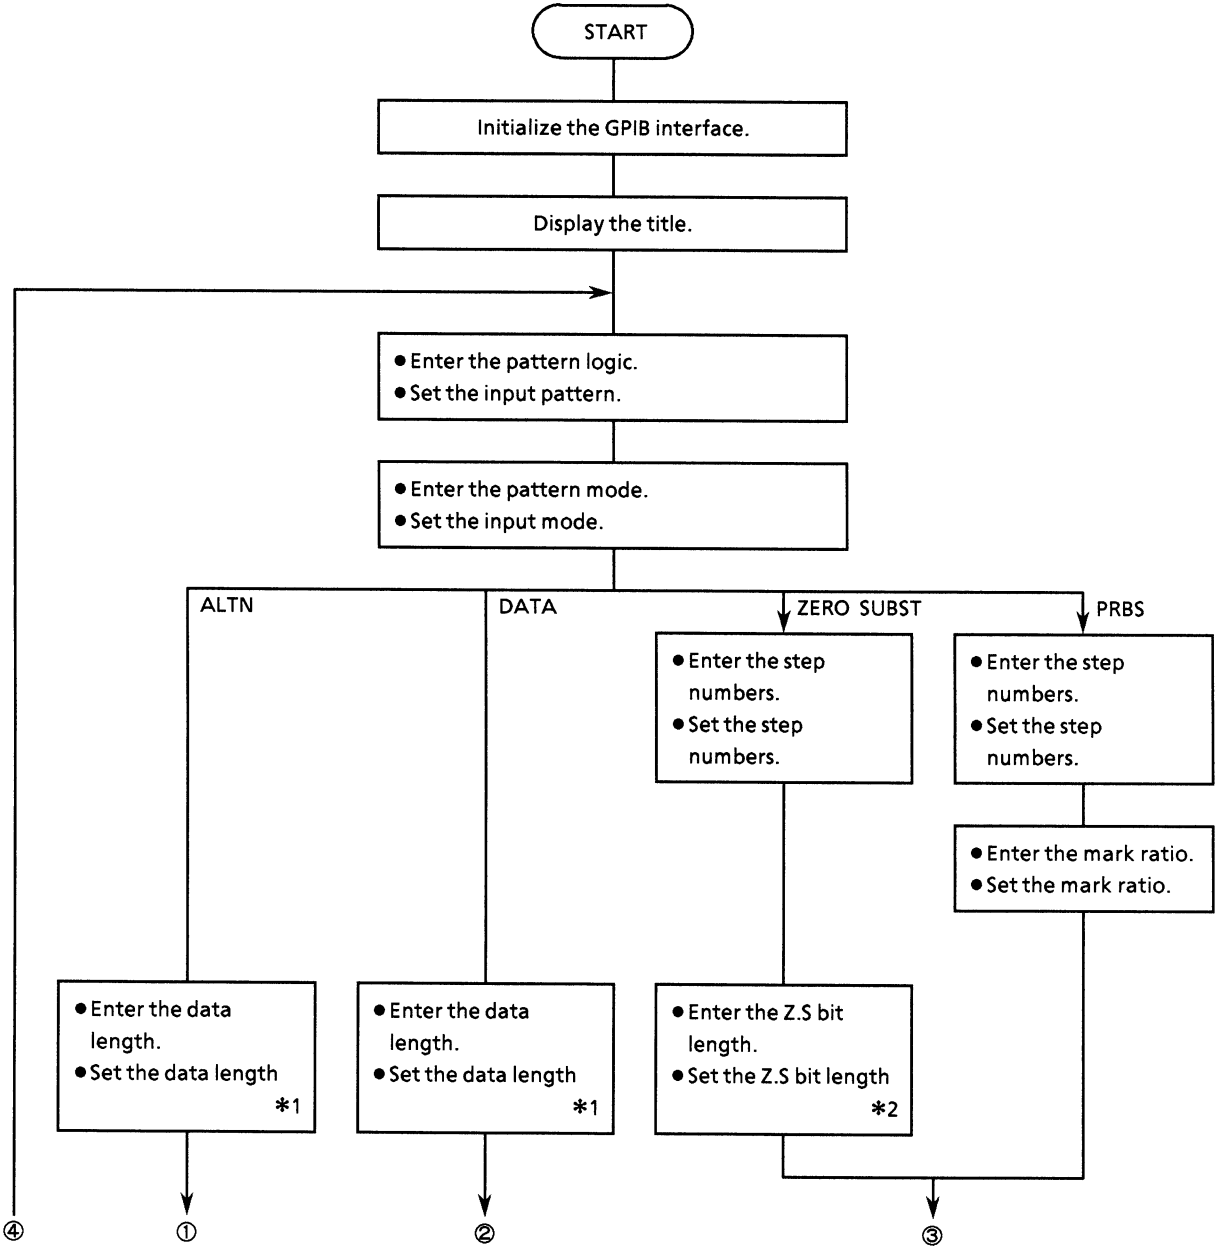 START
Initialize the GPIB interface.
Display the title.
● Enter the pattern logic.
● Set the input pattern.
● Enter the pattern mode.
● Set the input mode.
ALTN
DATA
ZERO SUBST
PRBS
● Enter the step
numbers.
● Set the step
numbers.
● Enter the step
numbers.
● Set the step
numbers.
● Enter the mark ratio.
● Set the mark ratio.
● Enter the data
length.
● Set the data length
*1
● Enter the data
length.
● Set the data length
*1
● Enter the Z.S bit
length.
● Set the Z.S bit length
*2
④
①
②
③